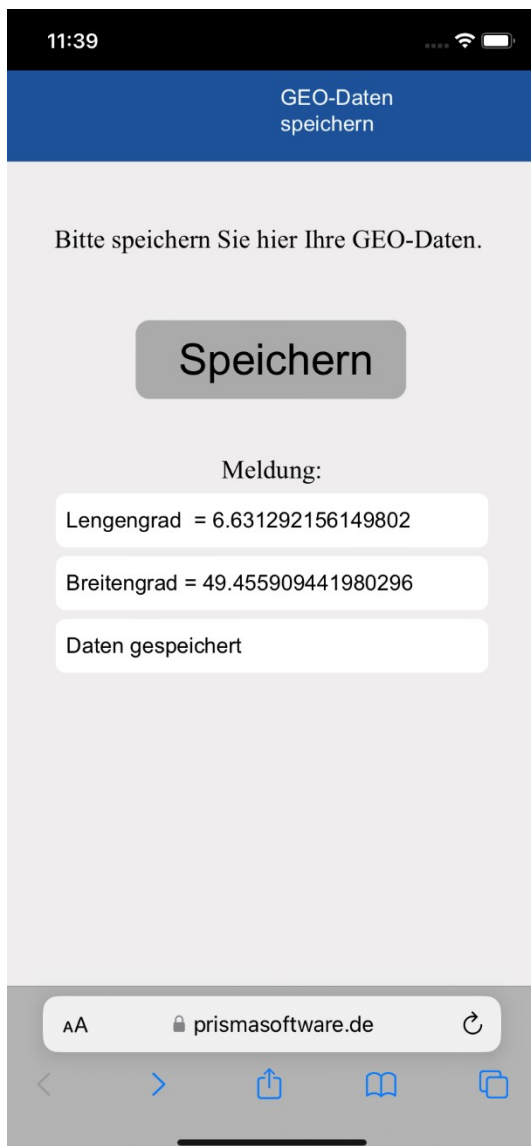 11:39
GEO-Daten
speichern
Bitte speichern Sie hier Ihre GEO-Daten.
Speichern
Meldung:
Lengengrad  = 6.631292156149802
Breitengrad = 49.455909441980296
Daten gespeichert
AA prismasoftware.de